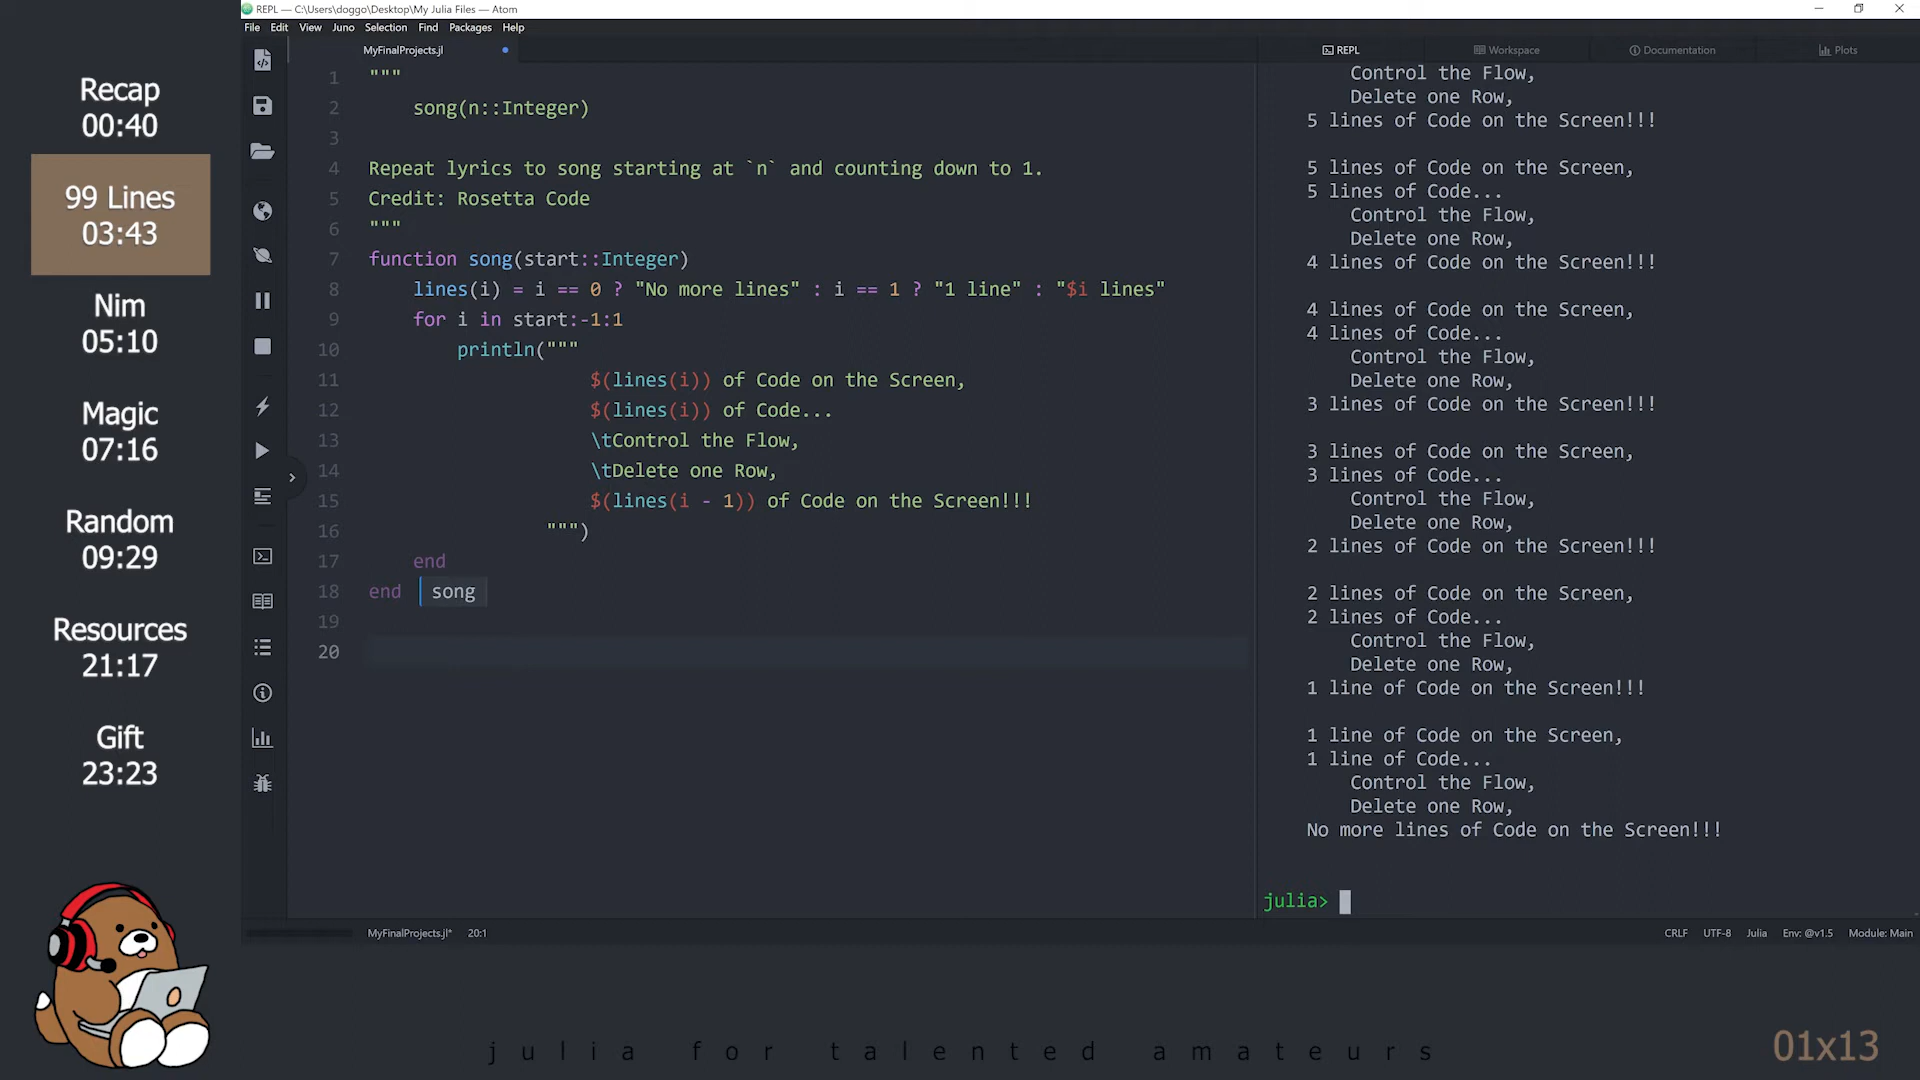 REPL — C:\Users\doggo\Desktop\My Julia Files — Atom
File Edit View Juno Selection Find Packages Help
Recap
00:40
99 Lines
03:43
Nim
05:10
Magic
07:16
Random
09:29
Resources
21:17
Gift
23:23
MyFinalProjects.jl
1 """
2 song(n::Integer)
3
4 Repeat lyrics to song starting at `n` and counting down to 1.
5 Credit: Rosetta Code
6 """
7 function song(start::Integer)
8 lines(i) = i == 0 ? "No more lines" : i == 1 ? "1 line" : "$i lines"
9 for i in start:-1:1
10 println("""
11 $(lines(i)) of Code on the Screen,
12 $(lines(i)) of Code...
13 \tControl the Flow,
14 \tDelete one Row,
15 $(lines(i - 1)) of Code on the Screen!!!
16 """)
17 end
18 end song
19
20
REPL Workspace Documentation Plots
Control the Flow,
Delete one Row,
5 lines of Code on the Screen!!!
5 lines of Code on the Screen,
5 lines of Code...
Control the Flow,
Delete one Row,
4 lines of Code on the Screen!!!
4 lines of Code on the Screen,
4 lines of Code...
Control the Flow,
Delete one Row,
3 lines of Code on the Screen!!!
3 lines of Code on the Screen,
3 lines of Code...
Control the Flow,
Delete one Row,
2 lines of Code on the Screen!!!
2 lines of Code on the Screen,
2 lines of Code...
Control the Flow,
Delete one Row,
1 line of Code on the Screen!!!
1 line of Code on the Screen,
1 line of Code...
Control the Flow,
Delete one Row,
No more lines of Code on the Screen!!!
julia>
MyFinalProjects.jl* 20:1 CRLF UTF-8 Julia Env: @v1.5 Module: Main
julia for talented amateurs
01x13